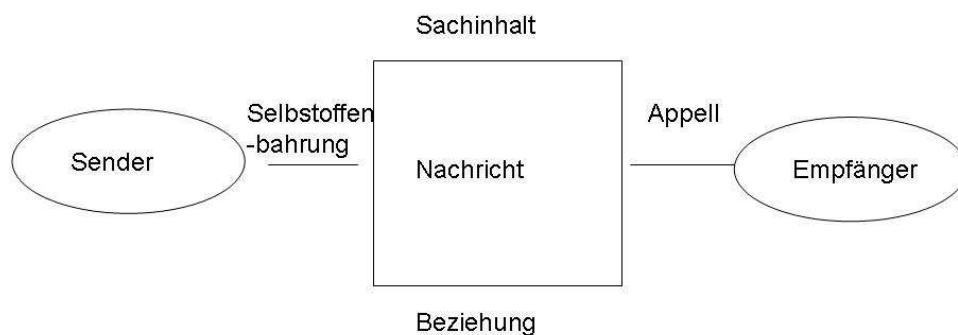 Sachinhalt
Selbstoffen
-bahrung
Appell
Sender
Nachricht
Empfänger
Beziehung